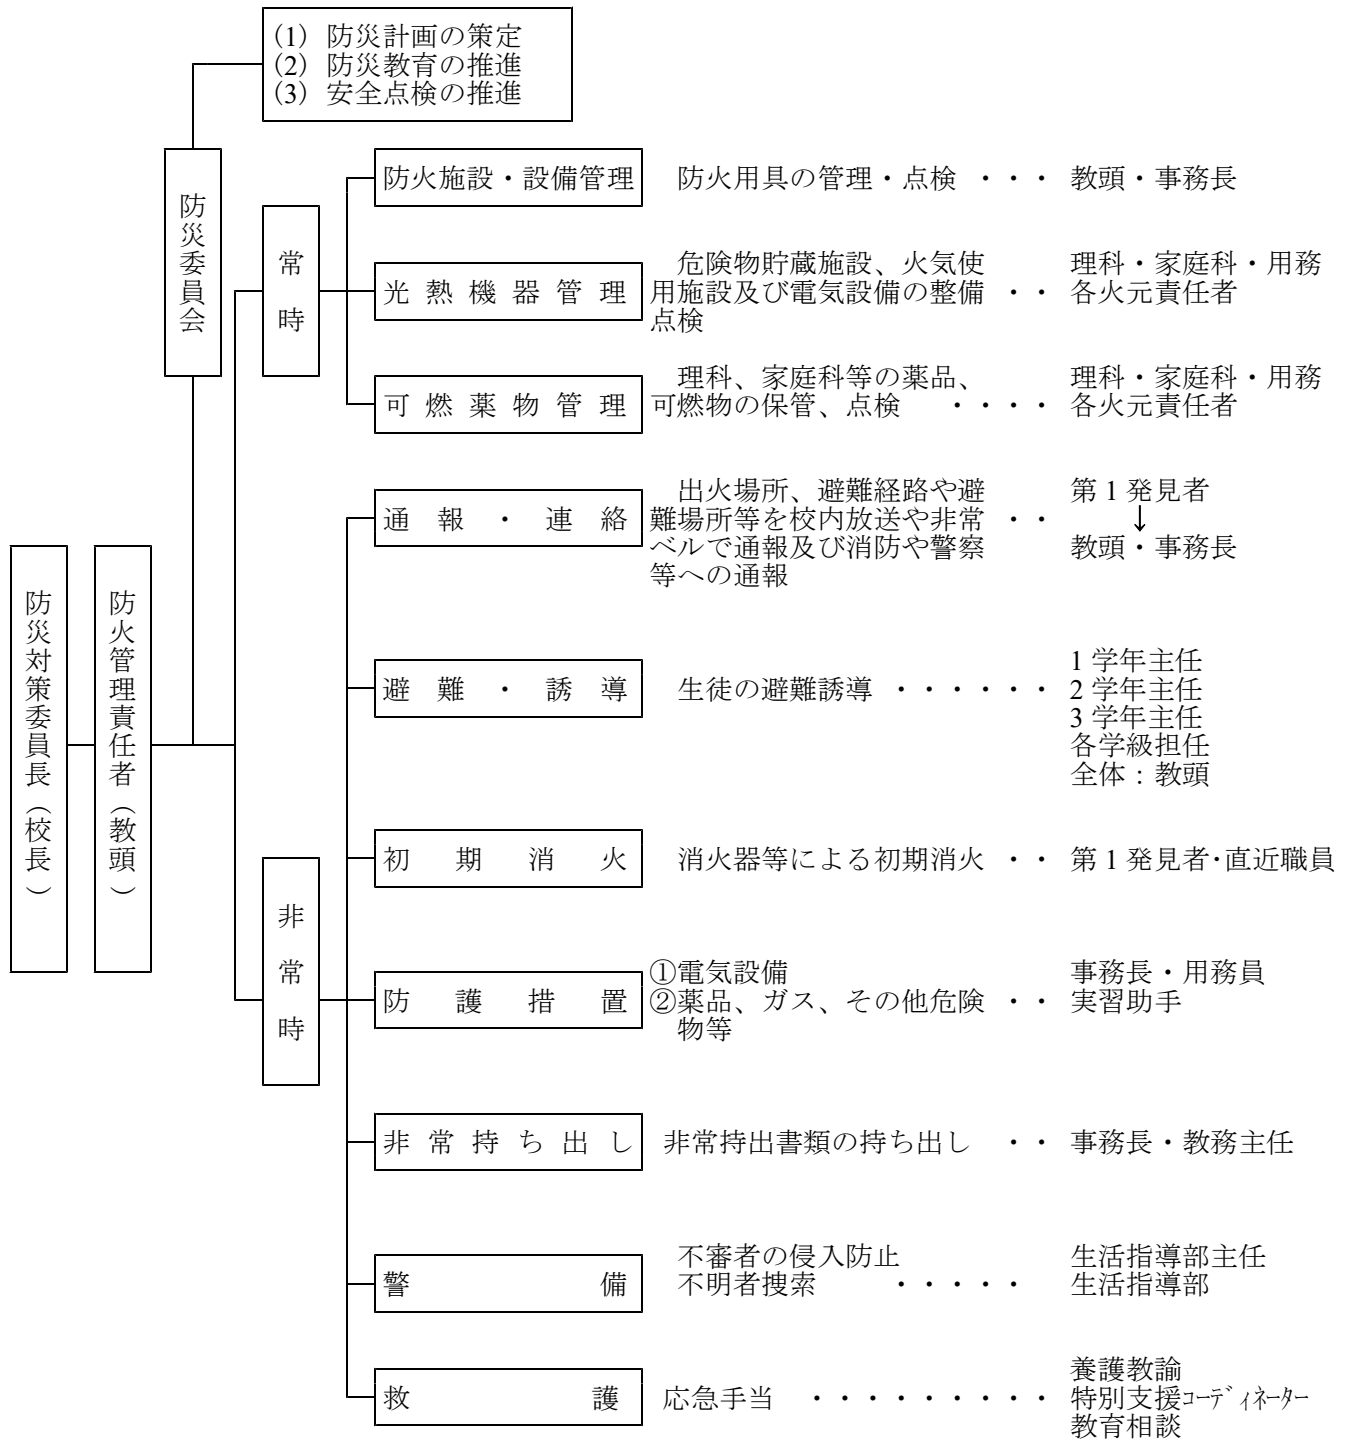 (1) 防災計画の策定
(2) 防災教育の推進
(3) 安全点検の推進
防災対策委員長（校長）
防火管理責任者（教頭）
防災委員会
常時
防火施設・設備管理
防火用具の管理・点検 ・・・ 教頭・事務長
光熱機器管理
危険物貯蔵施設、火気使
用施設及び電気設備の整備 ・・
点検
理科・家庭科・用務
各火元責任者
可燃薬物管理
理科、家庭科等の薬品、
可燃物の保管、点検 ・・・・
理科・家庭科・用務
各火元責任者
非常時
通報・連絡
出火場所、避難経路や避
難場所等を校内放送や非常 ・・
ベルで通報及び消防や警察
等への通報
第1発見者
↓
教頭・事務長
避難・誘導
生徒の避難誘導 ・・・・・・
1学年主任
2学年主任
3学年主任
各学級担任
全体：教頭
初期消火
消火器等による初期消火 ・・ 第1発見者・直近職員
防護措置
①電気設備
②薬品、ガス、その他危険 ・・
物等
事務長・用務員
実習助手
非常持ち出し
非常持出書類の持ち出し ・・ 事務長・教務主任
警備
不審者の侵入防止
不明者捜索 ・・・・・
生活指導部主任
生活指導部
救護
応急手当 ・・・・・・・・
養護教諭
特別支援ｺｰﾃﾞｨﾈｰﾀｰ
教育相談